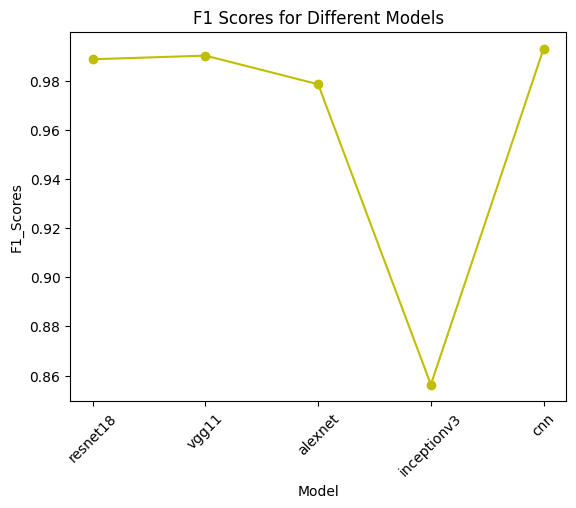 F1 Scores for Different Models
F1_Scores
0.98
0.96
0.94
0.92
0.90
0.88
0.86
resnet18
vgg11
alexnet
inceptionv3
cnn
Model